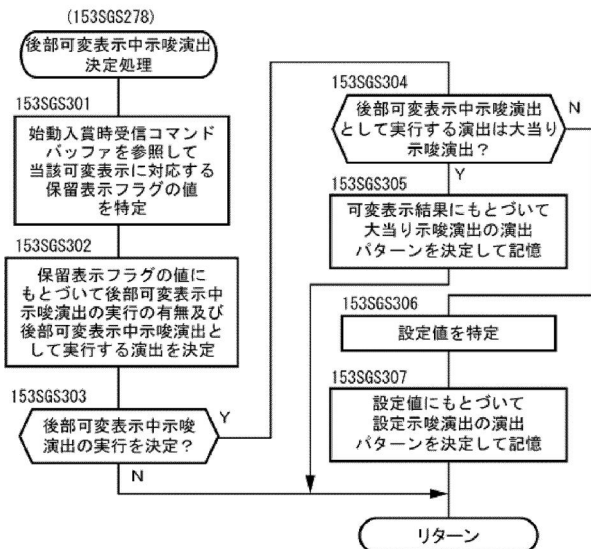 (153SGS278)
後部可変表示中示唆演出
決定処理
153SGS301
始動入賞時受信コマンド
バッファを参照して
当該可変表示に対応する
保留表示フラグの値
を特定
153SGS302
保留表示フラグの値に
もとづいて後部可変表示中
示唆演出の実行の有無及び
後部可変表示中示唆演出と
して実行する演出を決定
153SGS303
後部可変表示中示唆
演出の実行を決定?
Y
N
153SGS304
後部可変表示中示唆演出
として実行する演出は大当り
示唆演出?
N
Y
153SGS305
可変表示結果にもとづいて
大当り示唆演出の演出
パターンを決定して記憶
153SGS306
設定値を特定
153SGS307
設定値にもとづいて
設定示唆演出の演出
パターンを決定して記憶
リターン